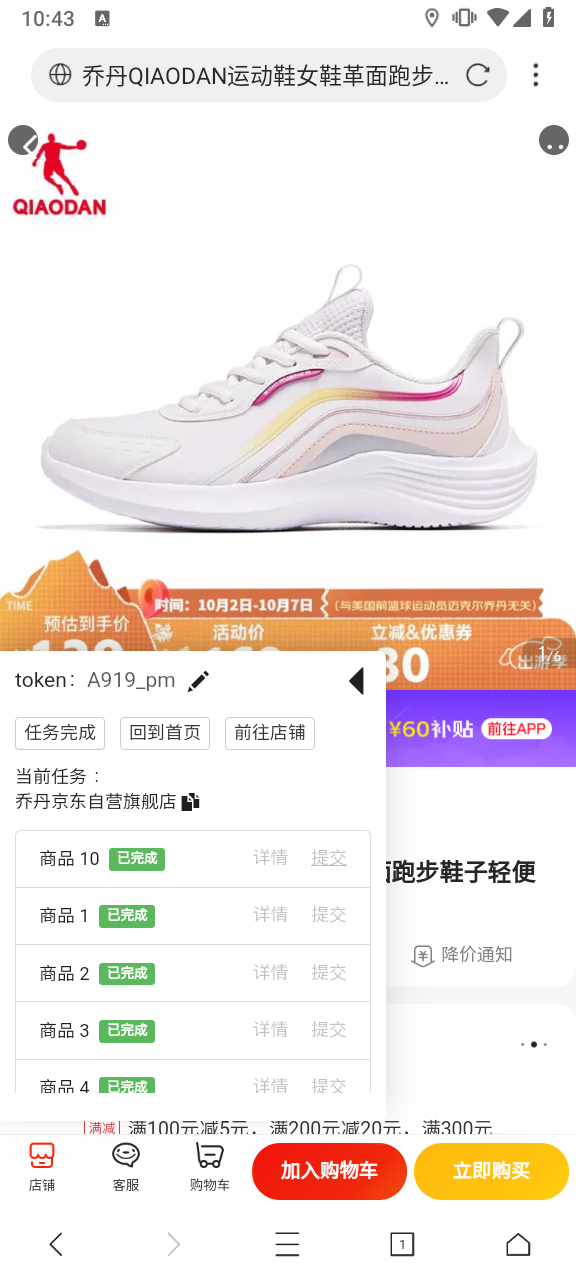 10:43
A
乔丹QIAODAN运动鞋女鞋革面跑步...
QIAODAN
WIND RUNNER
TIME
时间：10月2日-10月7日
(与美国前篮球运动员迈克尔乔丹无关)
预估到手价
活动价
立减&优惠券
出游季
1/6
token： A919_pm
任务完成
回到首页
前往店铺
¥60补贴
前往APP
当前任务：
乔丹京东自营旗舰店
商品 10 已完成 详情 提交
面跑步鞋子轻便
商品 1 已完成 详情 提交
降价通知
商品 2 已完成 详情 提交
商品 3 已完成 详情 提交
商品 4 已完成 详情 提交
满减 满100元减5元，满200元减20元，满300元...
店铺
客服
购物车
加入购物车
立即购买
1